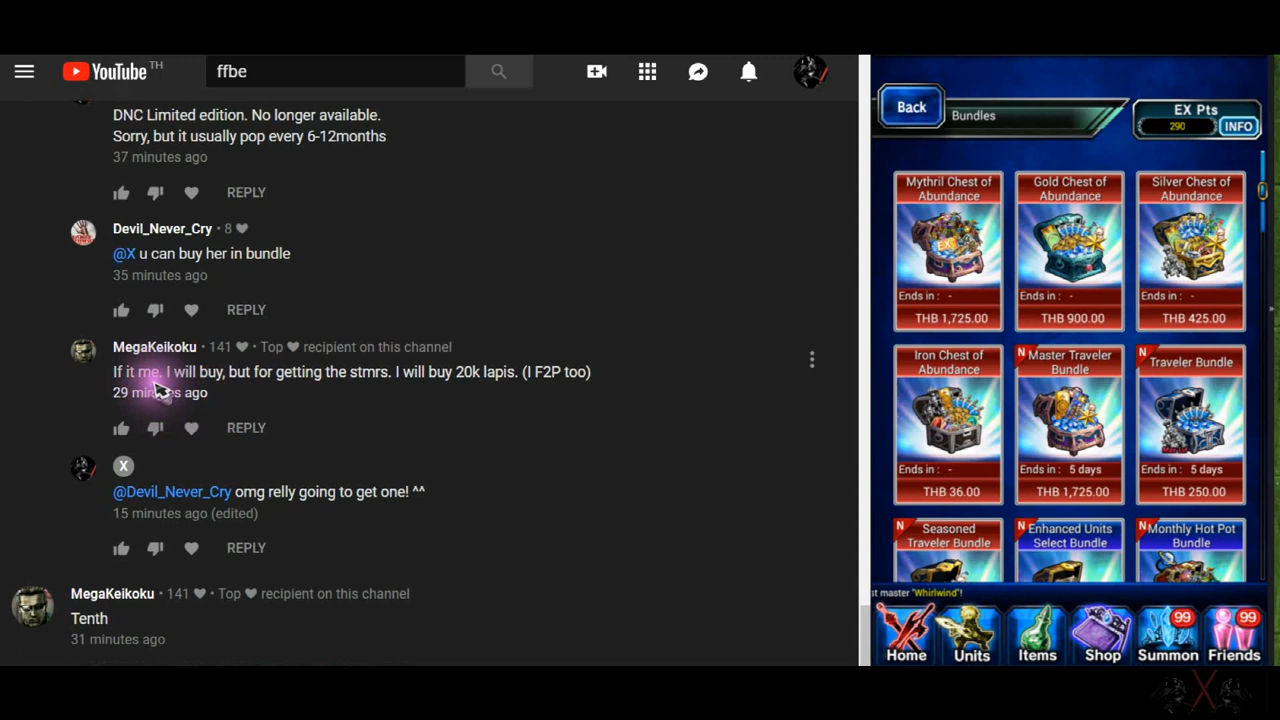 YouTube TH
ffbe
DNC Limited edition. No longer available.
Sorry, but it usually pop every 6-12months
37 minutes ago
REPLY
Devil_Never_Cry • 8
@X u can buy her in bundle
35 minutes ago
REPLY
MegaKeikoku • 141 • Top recipient on this channel
If it me. I will buy, but for getting the stmrs. I will buy 20k lapis. (I F2P too)
29 minutes ago
REPLY
X
@Devil_Never_Cry omg relly going to get one! ^^
15 minutes ago (edited)
REPLY
MegaKeikoku • 141 • Top recipient on this channel
Tenth
31 minutes ago
Back
Bundles
EX Pts
290
INFO
Mythril Chest of
Abundance
Ends in : -
THB 1,725.00
Gold Chest of
Abundance
Ends in : -
THB 900.00
Silver Chest of
Abundance
Ends in : -
THB 425.00
Iron Chest of
Abundance
Ends in : -
THB 36.00
N
Master Traveler
Bundle
Ends in : 5 days
THB 1,725.00
N
Traveler Bundle
Ends in : 5 days
THB 250.00
N
Seasoned
Traveler Bundle
N
Enhanced Units
Select Bundle
N
Monthly Hot Pot
Bundle
st master "Whirlwind"!
Home
Units
Items
Shop
99
Summon
99
Friends